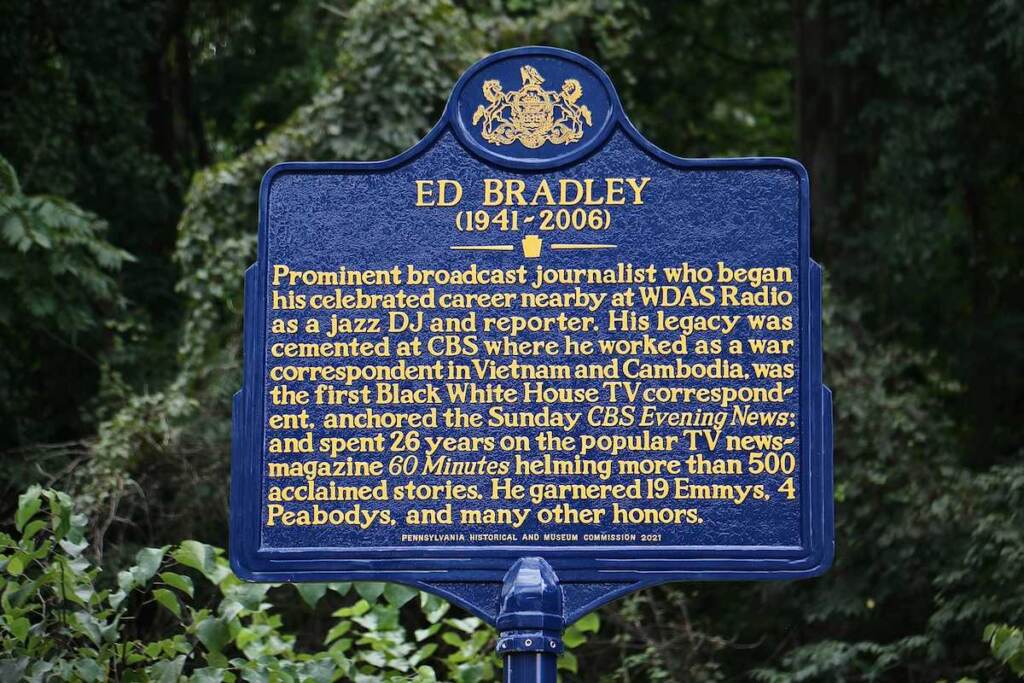 ED BRADLEY
(1941-2006)
Prominent broadcast journalist who began
his celebrated career nearby at WDAS Radio
as a jazz DJ and reporter. His legacy was
cemented at CBS where he worked as a war
correspondent in Vietnam and Cambodia, was
the first Black White House TV correspond-
ent, anchored the Sunday CBS Evening News;
and spent 26 years on the popular TV news-
magazine 60 Minutes helming more than 500
acclaimed stories. He garnered 19 Emmys, 4
Peabodys, and many other honors.
PENNSYLVANIA HISTORICAL AND MUSEUM COMMISSION 2021